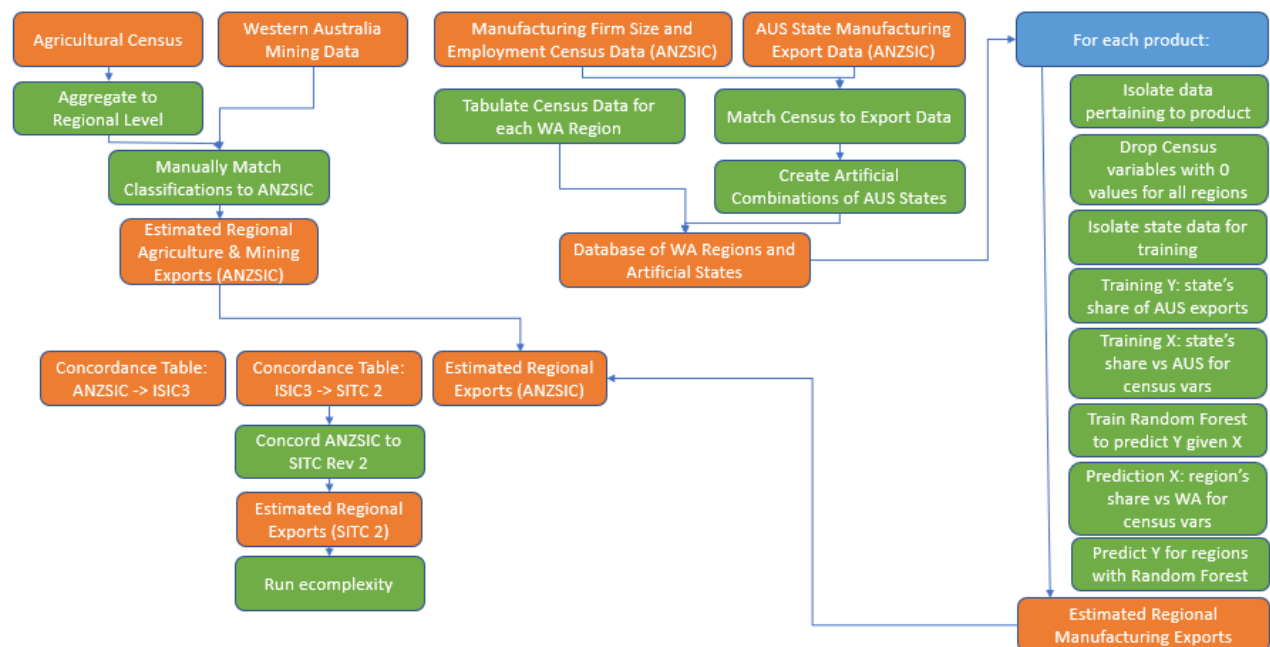 Agricultural Census
Western Australia
Mining Data
Manufacturing Firm Size and
Employment Census Data (ANZSIC)
AUS State Manufacturing
Export Data (ANZSIC)
For each product:
Aggregate to
Regional Level
Tabulate Census Data for
each WA Region
Match Census to Export Data
Isolate data
pertaining to product
Manually Match
Classifications to ANZSIC
Create Artificial
Combinations of AUS States
Drop Census
variables with 0
values for all regions
Estimated Regional
Agriculture & Mining
Exports (ANZSIC)
Database of WA Regions and
Artificial States
Isolate state data for
training
Training Y: state's
share of AUS exports
Training X: state's
share vs AUS for
census vars
Concordance Table:
ANZSIC -> ISIC3
Concordance Table:
ISIC3 -> SITC 2
Estimated Regional
Exports (ANZSIC)
Train Random Forest
to predict Y given X
Concord ANZSIC to
SITC Rev 2
Prediction X: region's
share vs WA for
census vars
Estimated Regional
Exports (SITC 2)
Predict Y for regions
with Random Forest
Run ecomplexity
Estimated Regional
Manufacturing Exports